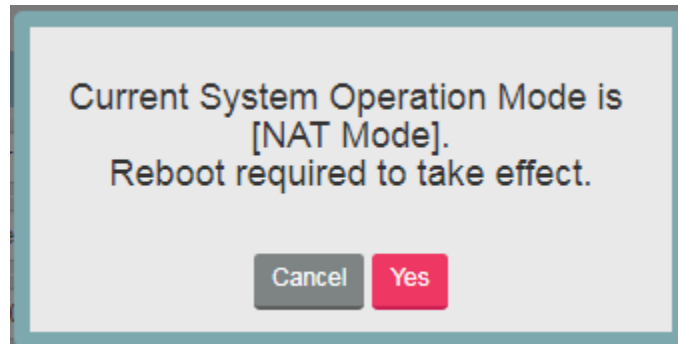 Current System Operation Mode is
[NAT Mode].
Reboot required to take effect.
Cancel
Yes